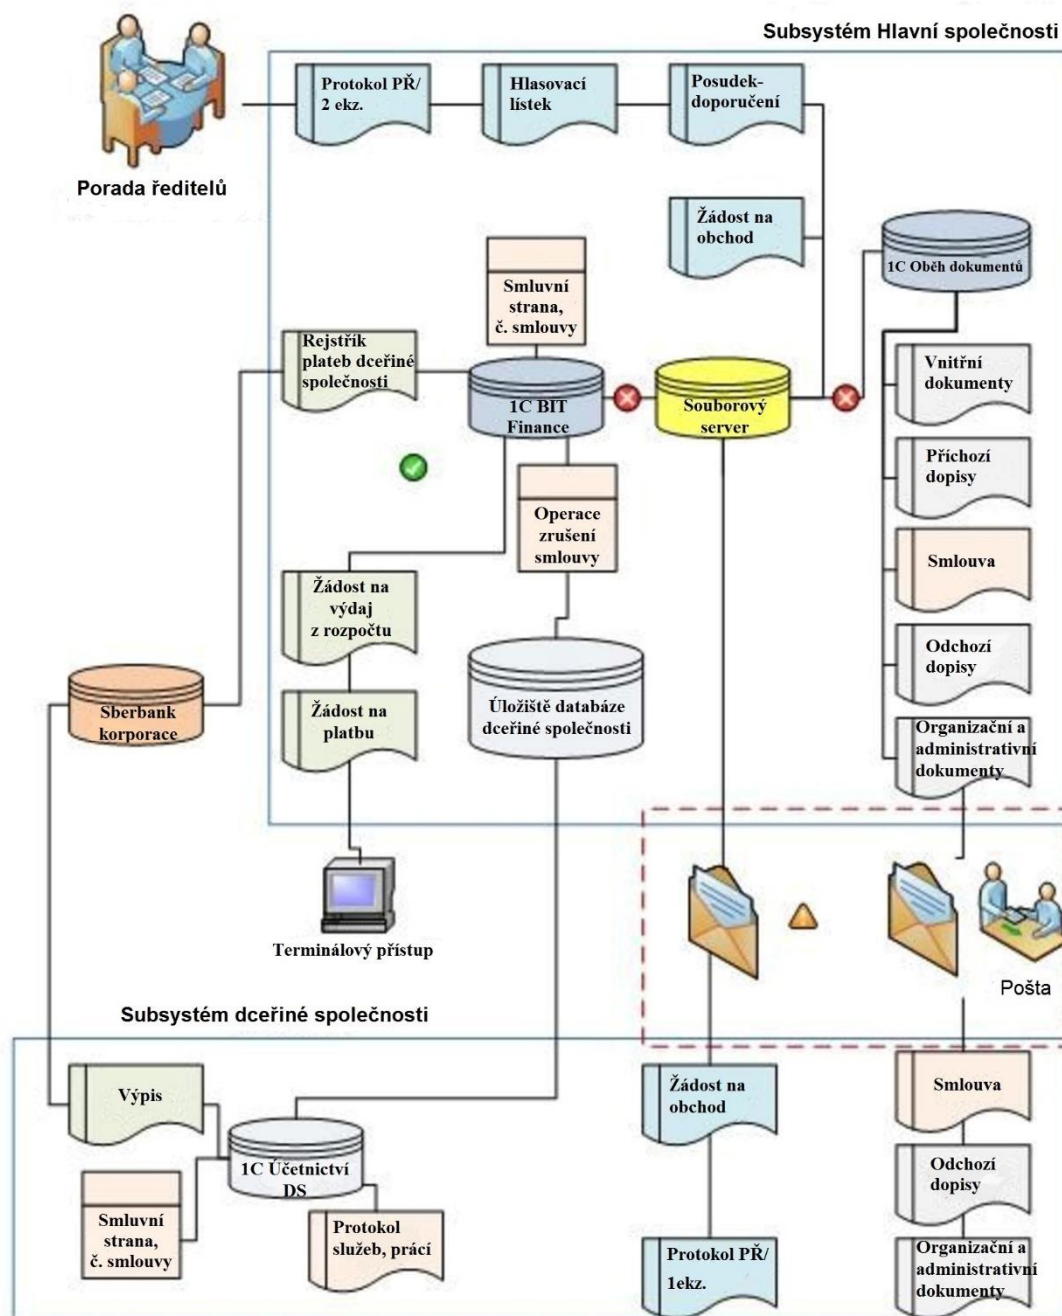 Subsystém Hlavní společnosti
Protokol PŘ/
2 ekz.
Hlasovací
lístek
Posudek-
doporučení
Porada ředitelů
Žádost na
obchod
1C Oběh dokumentů
Smluvní
strana,
č. smlouvy
Rejstřík
plateb dceřiné
společnosti
1C BIT
Finance
Souborový
server
Vnitřní
dokumenty
Příchozí
dopisy
Operace
zrušení
smlouvy
Smlouva
Žádost na
výdaj
z rozpočtu
Odchozí
dopisy
Sberbank
korporace
Žádost na
platbu
Úložiště databáze
dceřiné společnosti
Organizační a
administrativní
dokumenty
Terminálový přístup
Pošta
Subsystém dceřiné společnosti
Výpis
1C Účetnictví
DS
Smluvní
strana,
č. smlouvy
Protokol
služeb, prácí
Žádost na
obchod
Smlouva
Odchozí
dopisy
Protokol PŘ/
1ekz.
Organizační a
administrativní
dokumenty